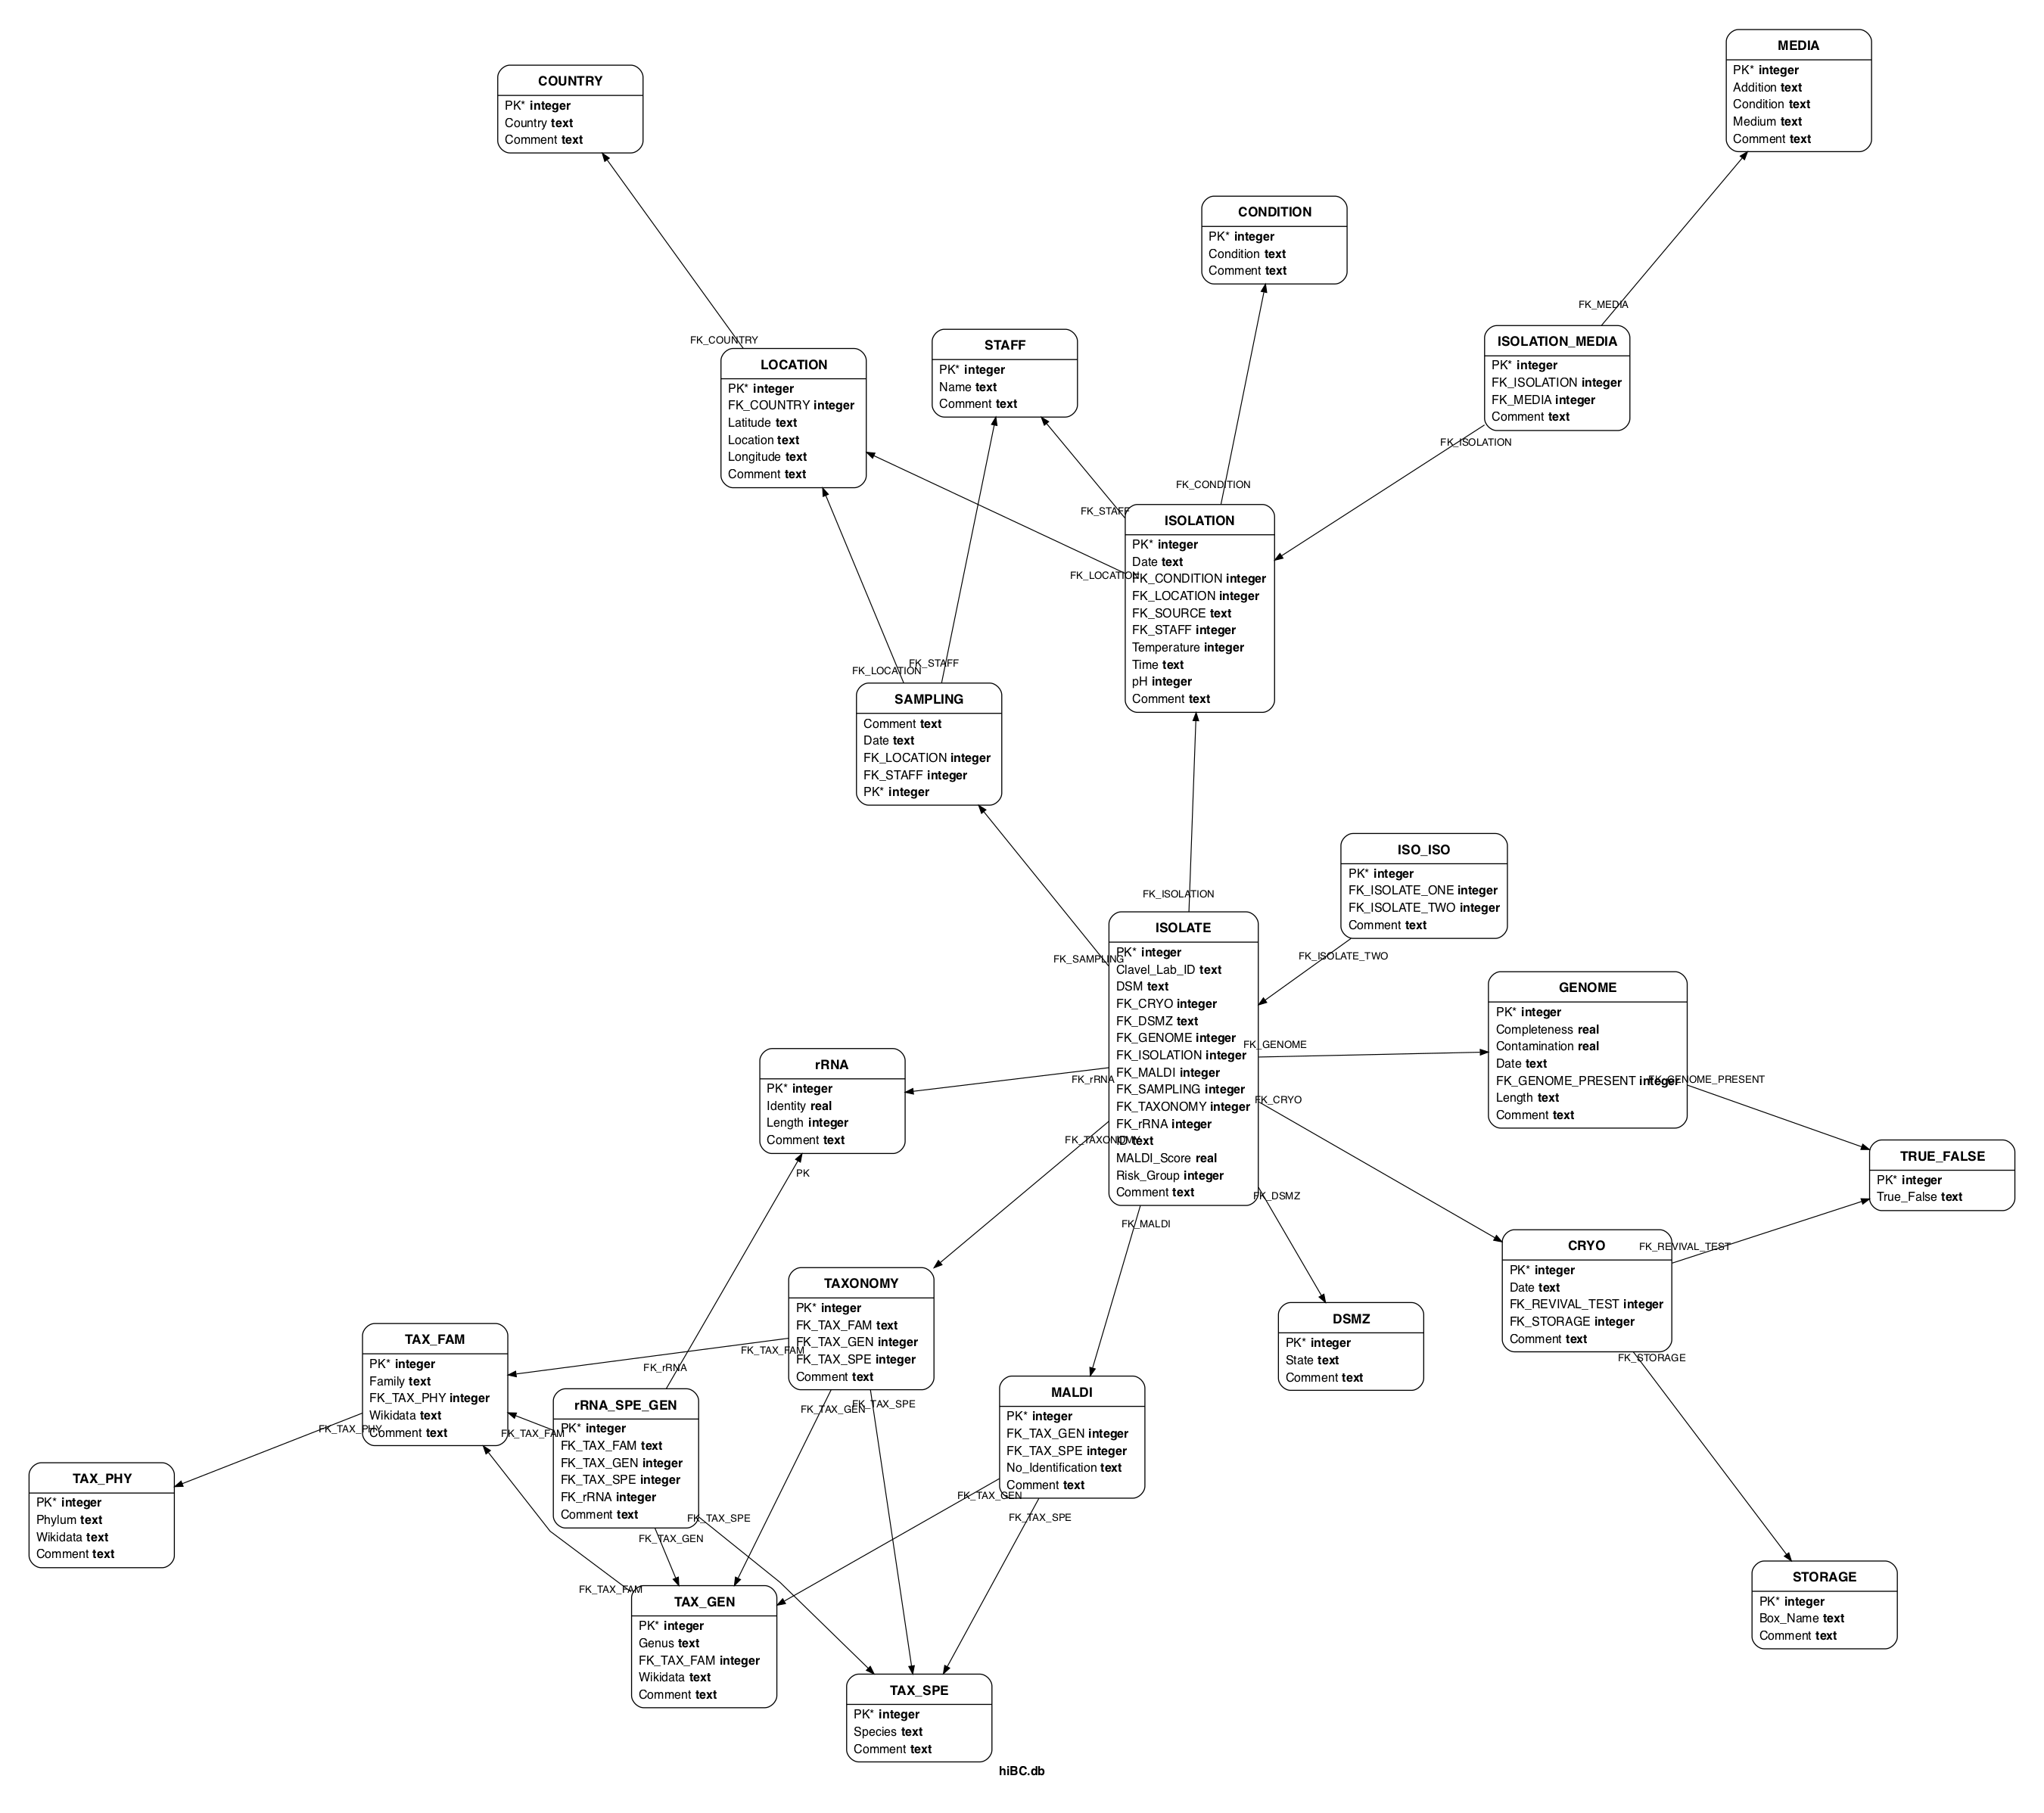 MEDIA
PK* integer
Addition text
Condition text
Medium text
Comment text
COUNTRY
PK* integer
Country text
Comment text
CONDITION
PK* integer
Condition text
Comment text
FK_MEDIA
ISOLATION_MEDIA
PK* integer
FK_ISOLATION integer
FK_MEDIA integer
Comment text
FK_ISOLATION
STAFF
PK* integer
Name text
Comment text
FK_COUNTRY
LOCATION
PK* integer
FK_COUNTRY integer
Latitude text
Location text
Longitude text
Comment text
FK_CONDITION
FK_STAFF
FK_LOCATION
ISOLATION
PK* integer
Date text
FK_CONDITION integer
FK_LOCATION integer
FK_SOURCE text
FK_STAFF integer
Temperature integer
Time text
pH integer
Comment text
FK_LOCATION
FK_STAFF
SAMPLING
Comment text
Date text
FK_LOCATION integer
FK_STAFF integer
PK* integer
ISO_ISO
PK* integer
FK_ISOLATE_ONE integer
FK_ISOLATE_TWO integer
Comment text
FK_ISOLATE_TWO
FK_ISOLATION
FK_SAMPLING
ISOLATE
PK* integer
Clavel_Lab_ID text
DSM text
FK_CRYO integer
FK_DSMZ text
FK_GENOME integer
FK_ISOLATION integer
FK_MALDI integer
FK_SAMPLING integer
FK_TAXONOMY integer
FK_rRNA integer
ID text
MALDI_Score real
Risk_Group integer
Comment text
FK_GENOME
FK_rRNA
FK_CRYO
FK_TAXONOMY
FK_DSMZ
FK_MALDI
GENOME
PK* integer
Completeness real
Contamination real
Date text
FK_GENOME_PRESENT integer
Length text
Comment text
FK_GENOME_PRESENT
rRNA
PK* integer
Identity real
Length integer
Comment text
PK
TRUE_FALSE
PK* integer
True_False text
CRYO
PK* integer
Date text
FK_REVIVAL_TEST integer
FK_STORAGE integer
Comment text
FK_REVIVAL_TEST
FK_STORAGE
TAXONOMY
PK* integer
FK_TAX_FAM text
FK_TAX_GEN integer
FK_TAX_SPE integer
Comment text
FK_TAX_FAM
FK_TAX_GEN
FK_TAX_SPE
DSMZ
PK* integer
State text
Comment text
TAX_FAM
PK* integer
Family text
FK_TAX_PHY integer
Wikidata text
Comment text
FK_TAX_PHY
FK_rRNA
FK_TAX_FAM
rRNA_SPE_GEN
PK* integer
FK_TAX_FAM text
FK_TAX_GEN integer
FK_TAX_SPE integer
FK_rRNA integer
Comment text
FK_TAX_SPE
FK_TAX_GEN
MALDI
PK* integer
FK_TAX_GEN integer
FK_TAX_SPE integer
No_Identification text
Comment text
FK_TAX_GEN
FK_TAX_SPE
TAX_PHY
PK* integer
Phylum text
Wikidata text
Comment text
FK_TAX_FAM
TAX_GEN
PK* integer
Genus text
FK_TAX_FAM integer
Wikidata text
Comment text
STORAGE
PK* integer
Box_Name text
Comment text
TAX_SPE
PK* integer
Species text
Comment text
hiBC.db